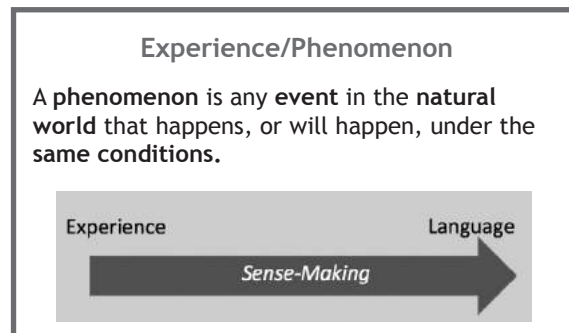 Experience/Phenomenon
A phenomenon is any event in the natural
world that happens, or will happen, under the
same conditions.
Experience Language
Sense-Making